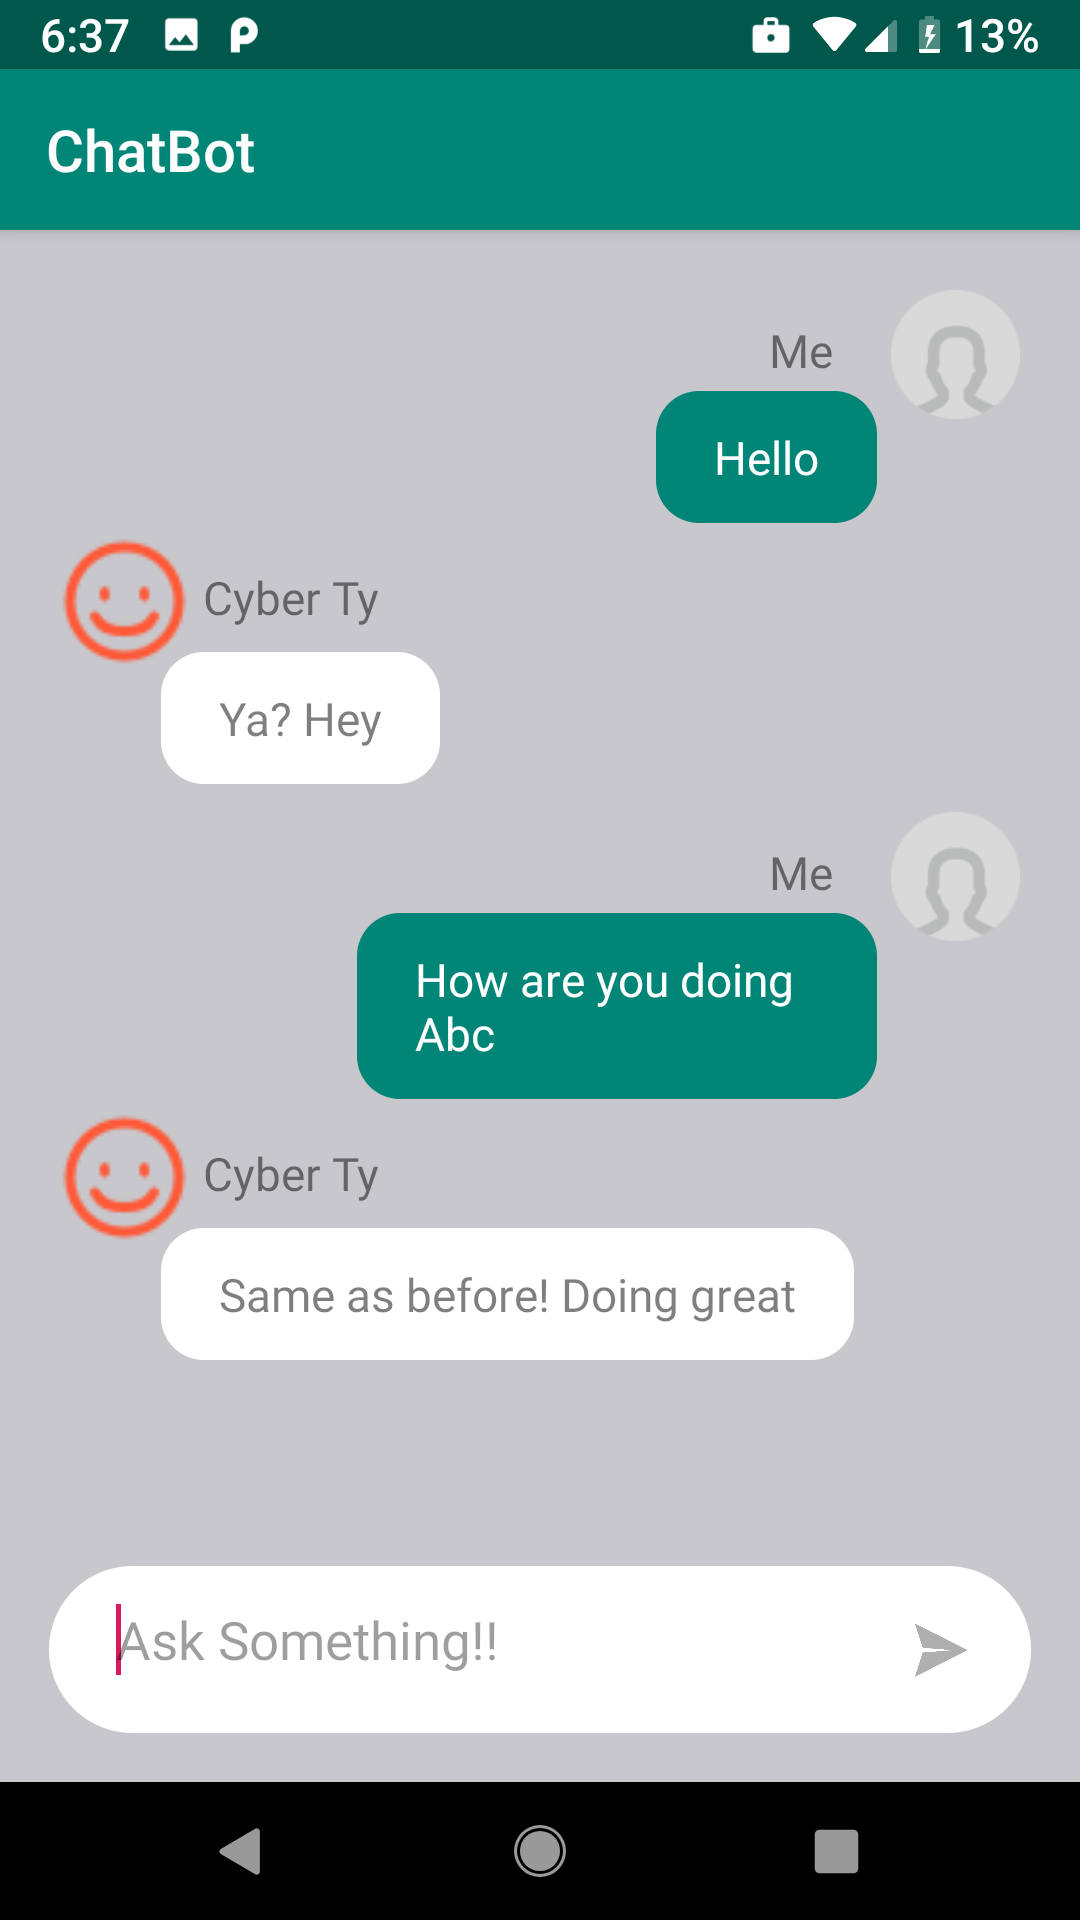 6:37
13%
ChatBot
Me
Hello
Cyber Ty
Ya? Hey
Me
How are you doing
Abc
Cyber Ty
Same as before! Doing great
Ask Something!!